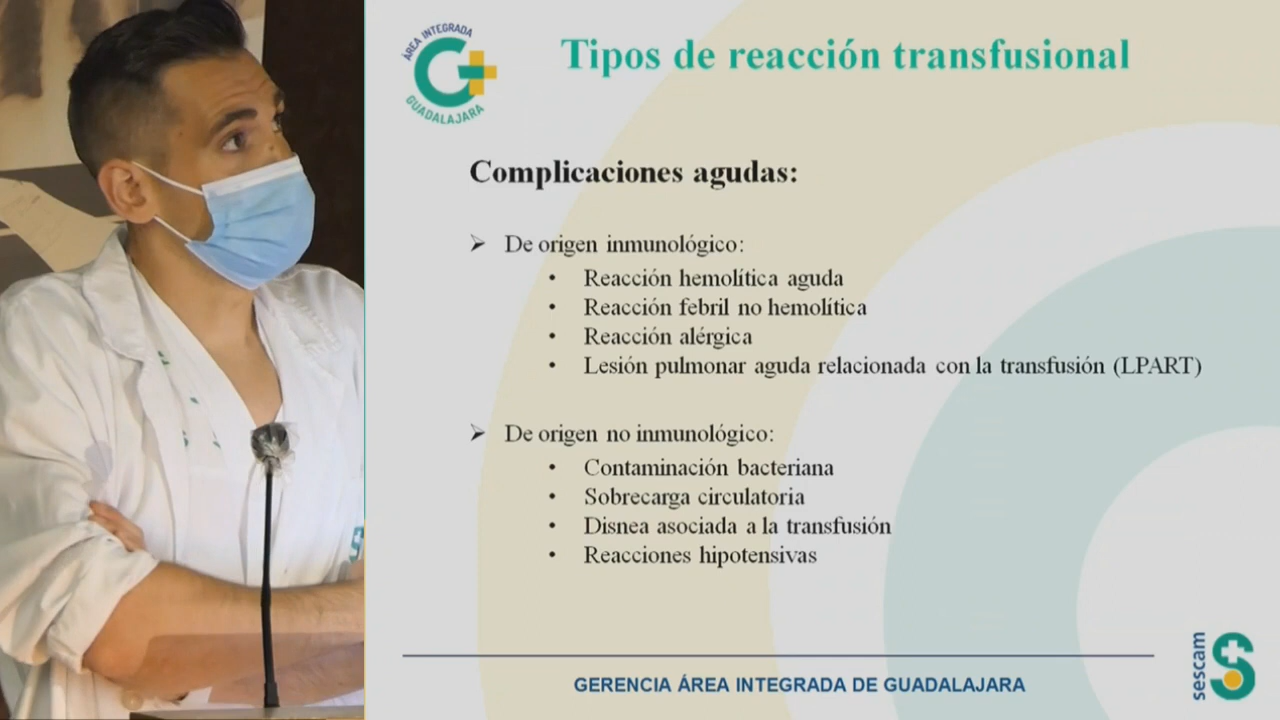 ÁREA INTEGRADA
GUADALAJARA
Tipos de reacción transfusional
Complicaciones agudas:
➢ De origen inmunológico:
• Reacción hemolítica aguda
• Reacción febril no hemolítica
• Reacción alérgica
• Lesión pulmonar aguda relacionada con la transfusión (LPART)
➢ De origen no inmunológico:
• Contaminación bacteriana
• Sobrecarga circulatoria
• Disnea asociada a la transfusión
• Reacciones hipotensivas
GERENCIA ÁREA INTEGRADA DE GUADALAJARA
sescam